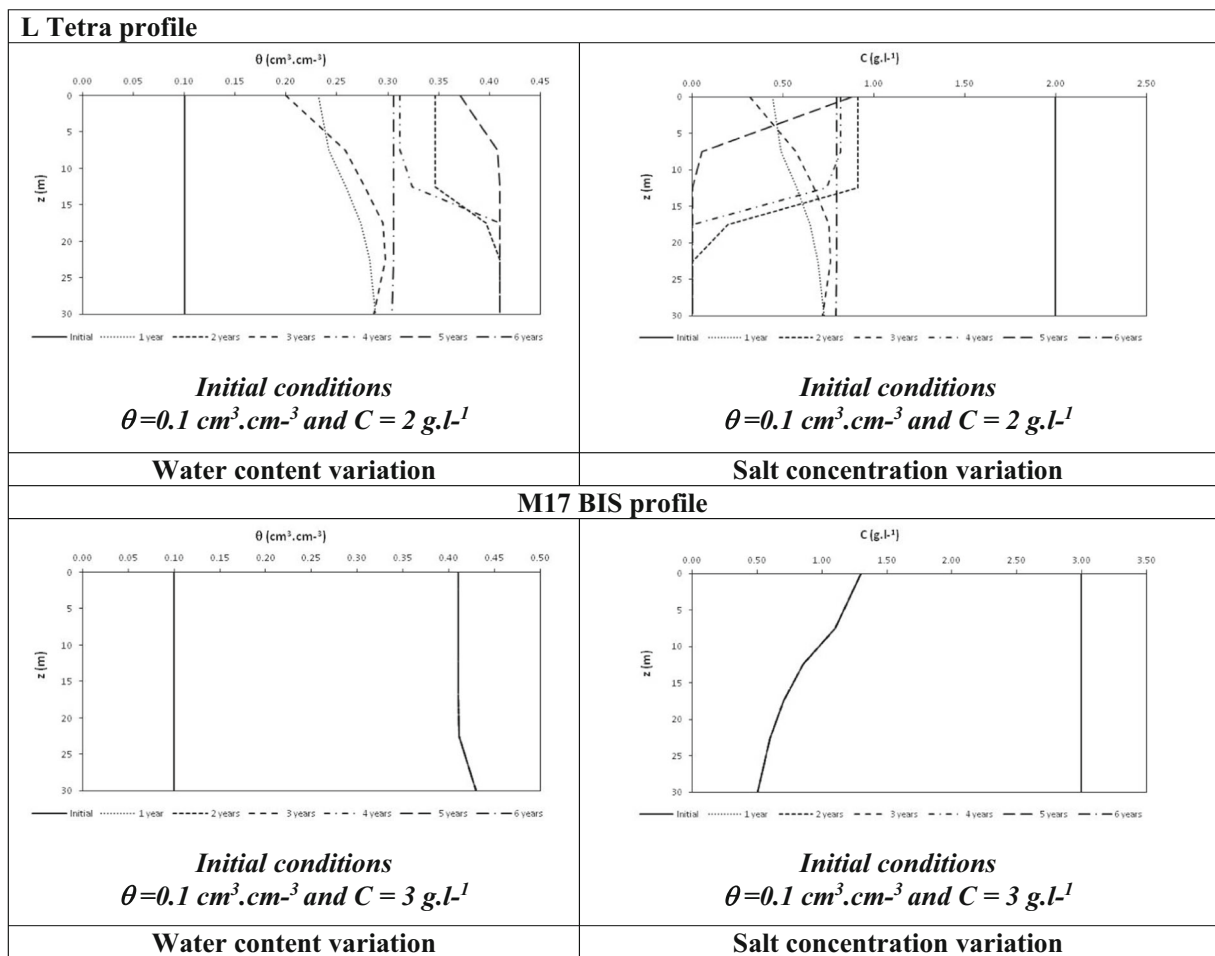 L Tetra profile
θ (cm³.cm⁻³)
0.00 0.05 0.10 0.15 0.20 0.25 0.30 0.35 0.40 0.45
0
5
10
15
20
25
30
z (m)
Initial 1 year 2 years 3 years 4 years 5 years 6 years
Initial conditions
θ=0.1 cm³.cm-³ and C = 2 g.l-¹
C (g.l⁻¹)
0.00 0.50 1.00 1.50 2.00 2.50
0
5
10
15
20
25
30
z (m)
Initial 1 year 2 years 3 years 4 years 5 years 6 years
Initial conditions
θ=0.1 cm³.cm-³ and C = 2 g.l-¹
Water content variation
Salt concentration variation
M17 BIS profile
θ (cm³.cm⁻³)
0.00 0.05 0.10 0.15 0.20 0.25 0.30 0.35 0.40 0.45 0.50
0
5
10
15
20
25
30
z (m)
Initial 1 year 2 years 3 years 4 years 5 years 6 years
Initial conditions
θ=0.1 cm³.cm-³ and C = 3 g.l-¹
C (g.l⁻¹)
0.00 0.50 1.00 1.50 2.00 2.50 3.00 3.50
0
5
10
15
20
25
30
z (m)
Initial 1 year 2 years 3 years 4 years 5 years 6 years
Initial conditions
θ=0.1 cm³.cm-³ and C = 3 g.l-¹
Water content variation
Salt concentration variation